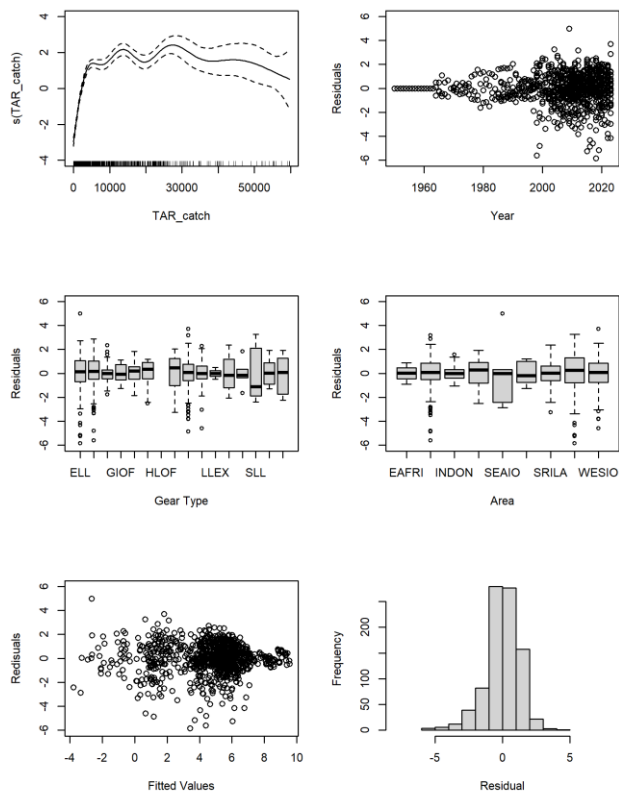 s(TAR_catch)
-4 -2 0 2 4
0 10000 30000 50000
TAR_catch
Residuals
-6 -4 -2 0 2 4 6
1960 1980 2000 2020
Year
Residuals
-6 -4 -2 0 2 4 6
ELL GIOF HLOF LLEX SLL
Gear Type
Residuals
-6 -4 -2 0 2 4 6
EAFRI INDON SEAIO SRILA WESIO
Area
Redisuals
-6 -4 -2 0 2 4 6
-4 -2 0 2 4 6 8 10
Fitted Values
Frequency
0 50 100 200
-5 0 5
Residual